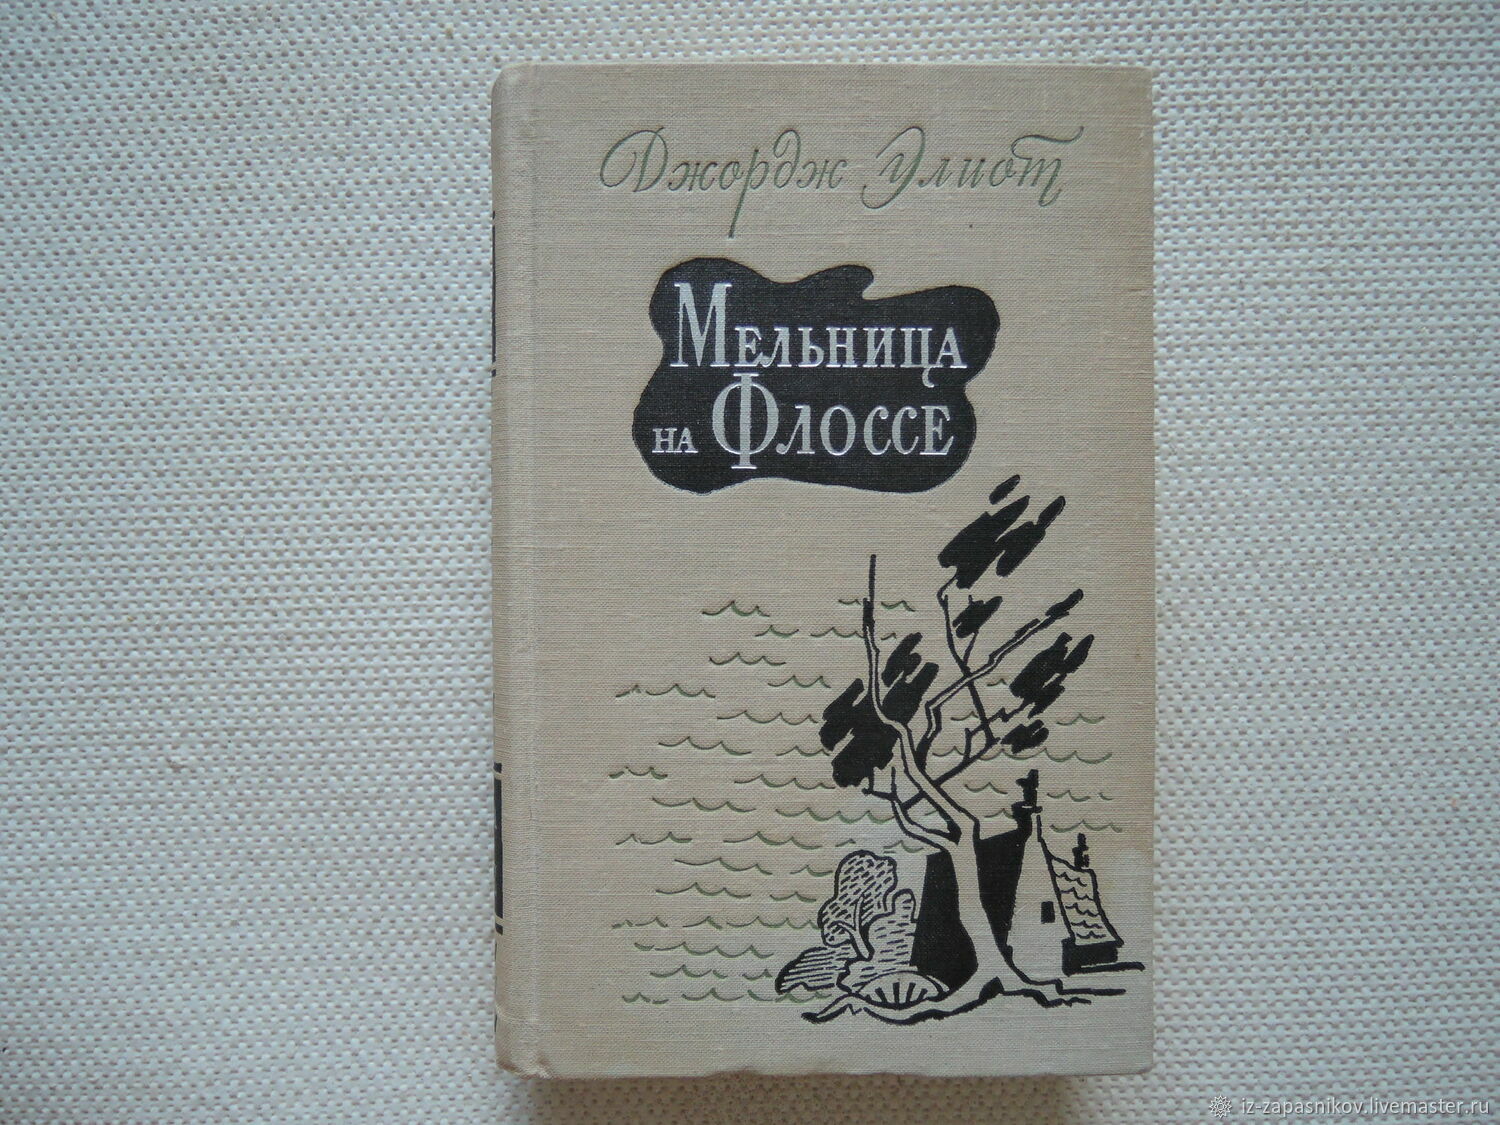 Джордж Элиот
Мельница
на Флоссе
iz-zapasnikov.livemaster.ru